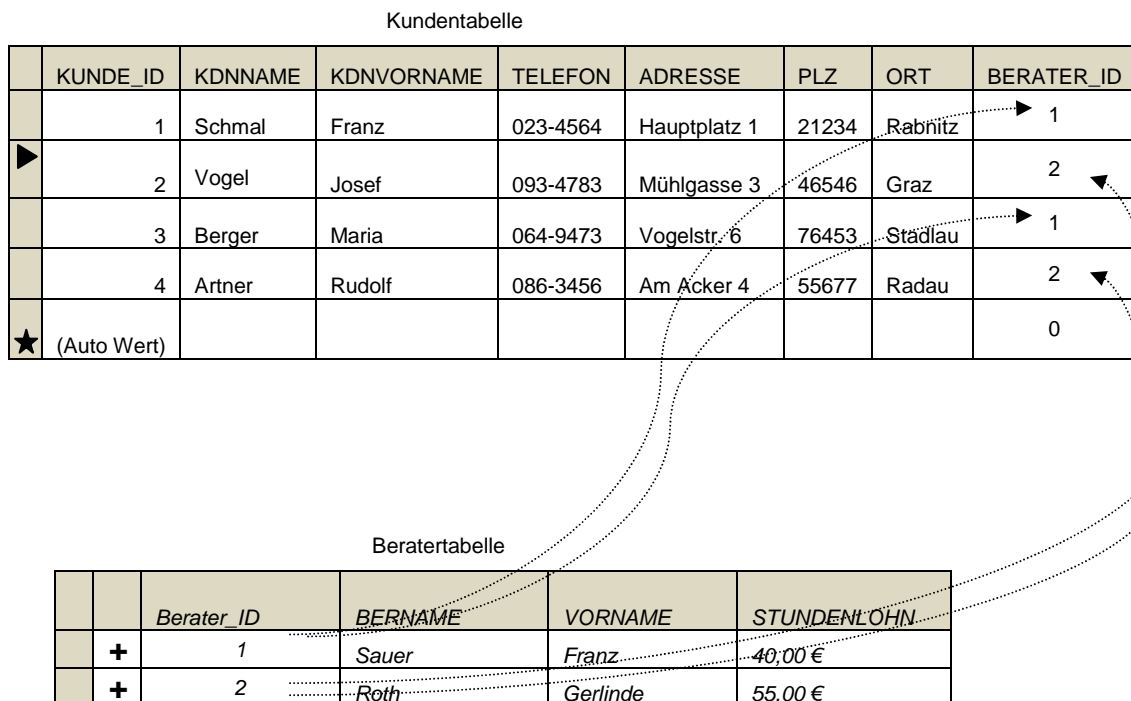 Kundentabelle
KUNDE_ID KDNNAME KDNVORNAME TELEFON ADRESSE PLZ ORT BERATER_ID
1 Schmal Franz 023-4564 Hauptplatz 1 21234 Rabnitz 1
2 Vogel Josef 093-4783 Mühlgasse 3 46546 Graz 2
3 Berger Maria 064-9473 Vogelstr. 6 76453 Stadlau 1
4 Artner Rudolf 086-3456 Am Acker 4 55677 Radau 2
(Auto Wert) 0
Beratertabelle
Berater_ID BERNAME VORNAME STUNDENLOHN
+ 1 Sauer Franz 40,00 €
+ 2 Roth Gerlinde 55,00 €